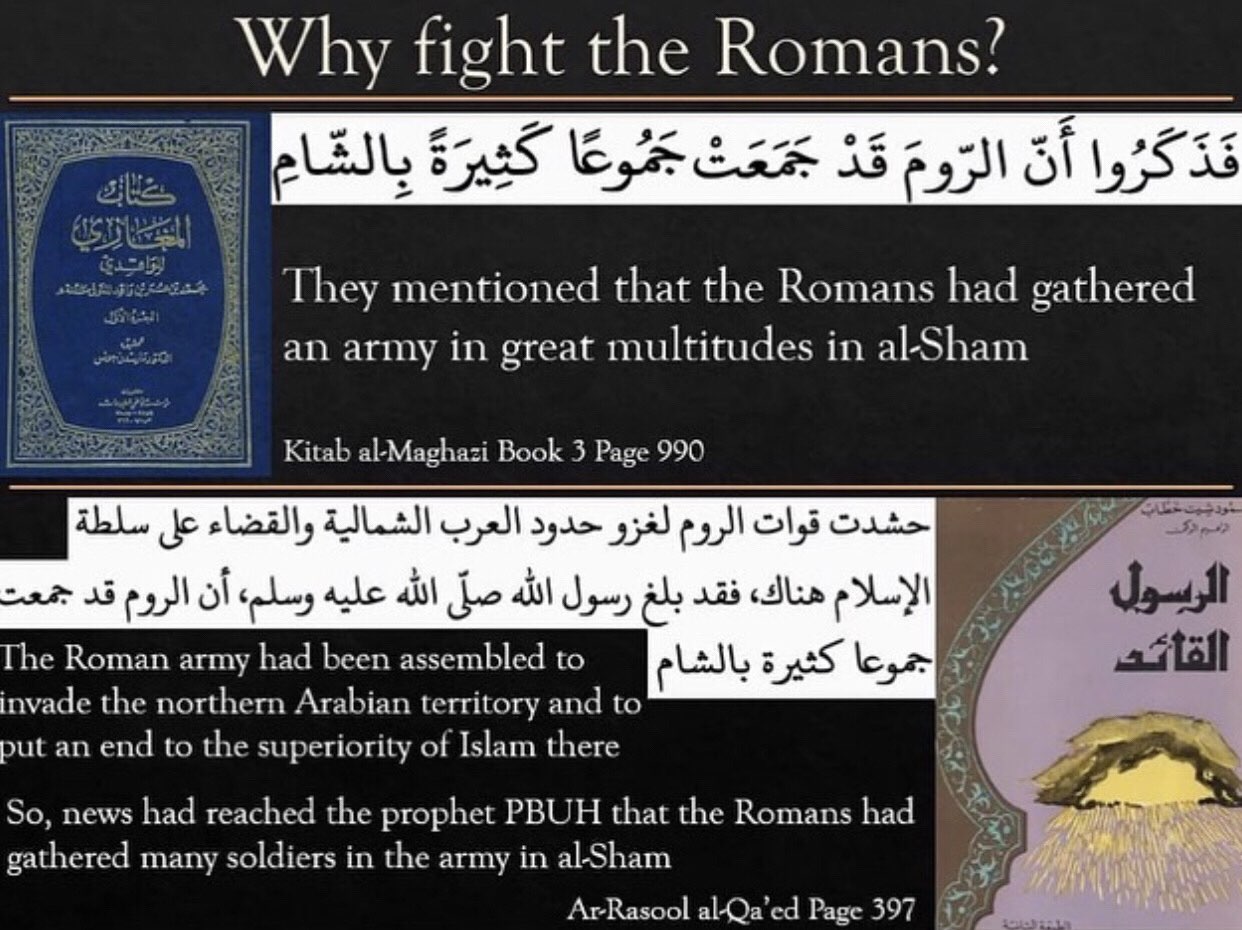 Why fight the Romans?
كتاب
المغازي
للواقدي
الجزء الأول
تحقيق
فَذَكَرُوا أَنّ الرّومَ قَدْ جَمَعَتْ جَمُوعًا كَثِيرَةً بِالشّامِ
They mentioned that the Romans had gathered
an army in great multitudes in al-Sham
Kitab al-Maghazi Book 3 Page 990
حشدت قوات الروم لغزو حدود العرب الشمالية والقضاء على سلطة
الإسلام هناك، فقد بلغ رسول الله صلّى الله عليه وسلم، أن الروم قد جمعت
جموعا كثيرة بالشام
The Roman army had been assembled to
invade the northern Arabian territory and to
put an end to the superiority of Islam there
So, news had reached the prophet PBUH that the Romans had
gathered many soldiers in the army in al-Sham
Ar-Rasool al-Qa’ed Page 397
شيت خطاب
الرسول
القائد